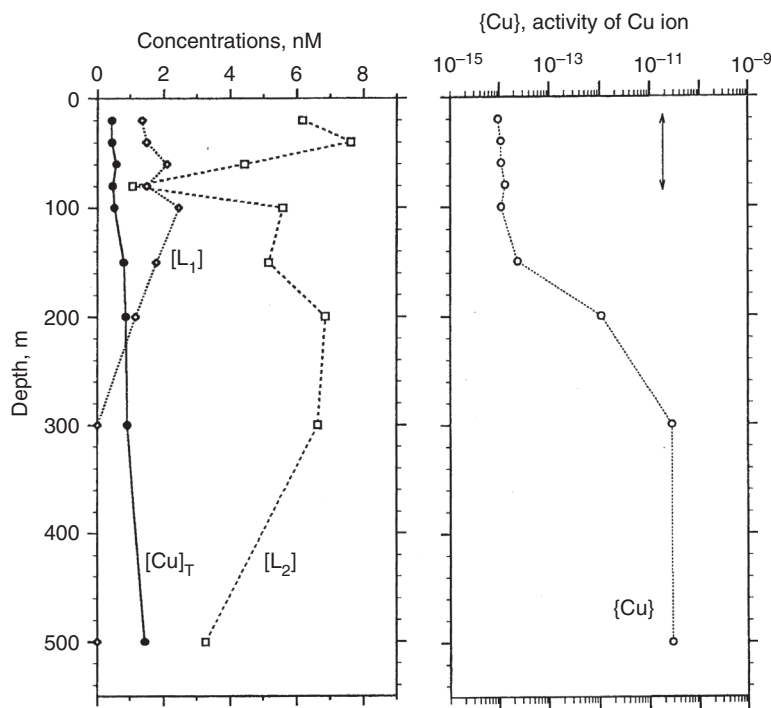 Concentrations, nM
0 2 4 6 8
0
100
200
300
400
500
Depth, m
[L₁]
[Cu]T
[L₂]
{Cu}, activity of Cu ion
10⁻¹⁵ 10⁻¹³ 10⁻¹¹ 10⁻⁹
{Cu}